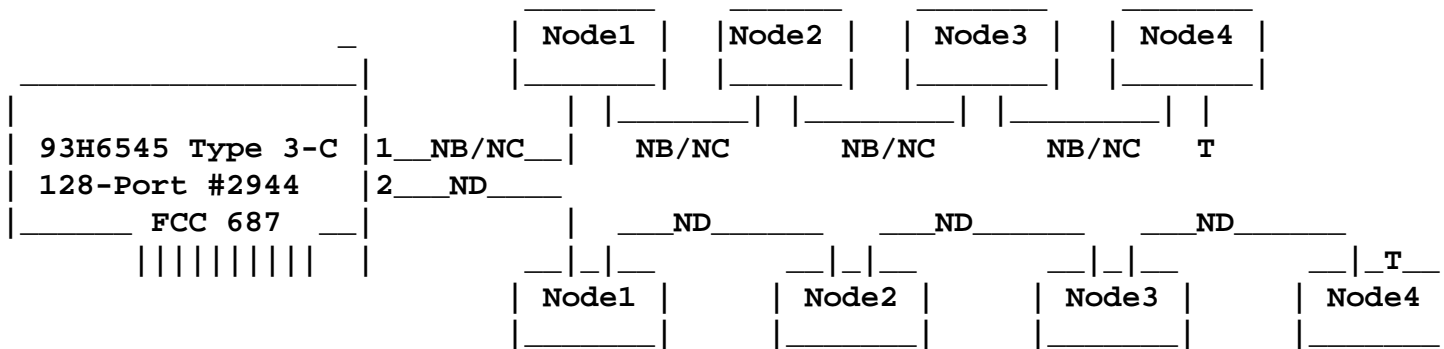 Node1 Node2 Node3 Node4
93H6545 Type 3-C 1 NB/NC NB/NC NB/NC NB/NC T
128-Port #2944 2 ND
FCC 687 ND ND ND
T
Node1 Node2 Node3 Node4